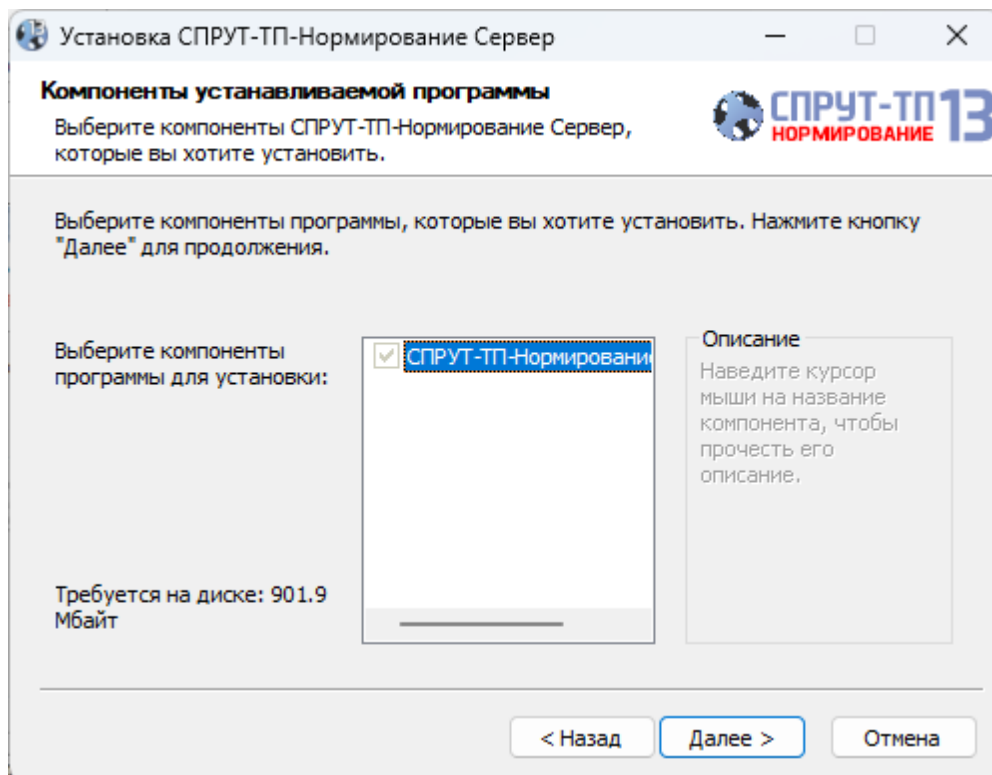 Установка СПРУТ-ТП-Нормирование Сервер
Компоненты устанавливаемой программы
Выберите компоненты СПРУТ-ТП-Нормирование Сервер,
которые вы хотите установить.
СПРУТ-ТП 13
НОРМИРОВАНИЕ
Выберите компоненты программы, которые вы хотите установить. Нажмите кнопку
"Далее" для продолжения.
Выберите компоненты
программы для установки:
СПРУТ-ТП-Нормировани
Описание
Наведите курсор
мыши на название
компонента, чтобы
прочесть его
описание.
Требуется на диске: 901.9
Мбайт
< Назад
Далее >
Отмена